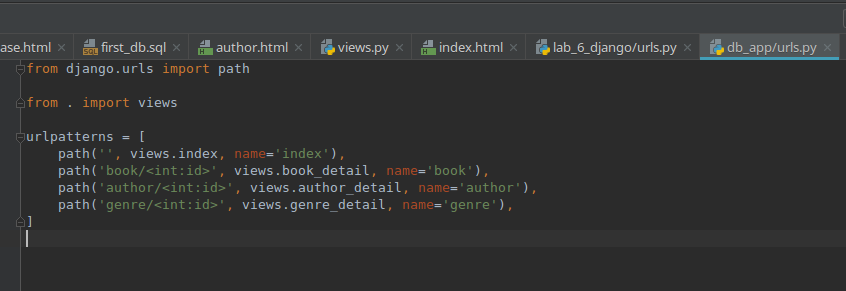 ase.html first_db.sql author.html views.py index.html lab_6_django/urls.py db_app/urls.py
from django.urls import path
from . import views
urlpatterns = [
    path('', views.index, name='index'),
    path('book/<int:id>', views.book_detail, name='book'),
    path('author/<int:id>', views.author_detail, name='author'),
    path('genre/<int:id>', views.genre_detail, name='genre'),
]